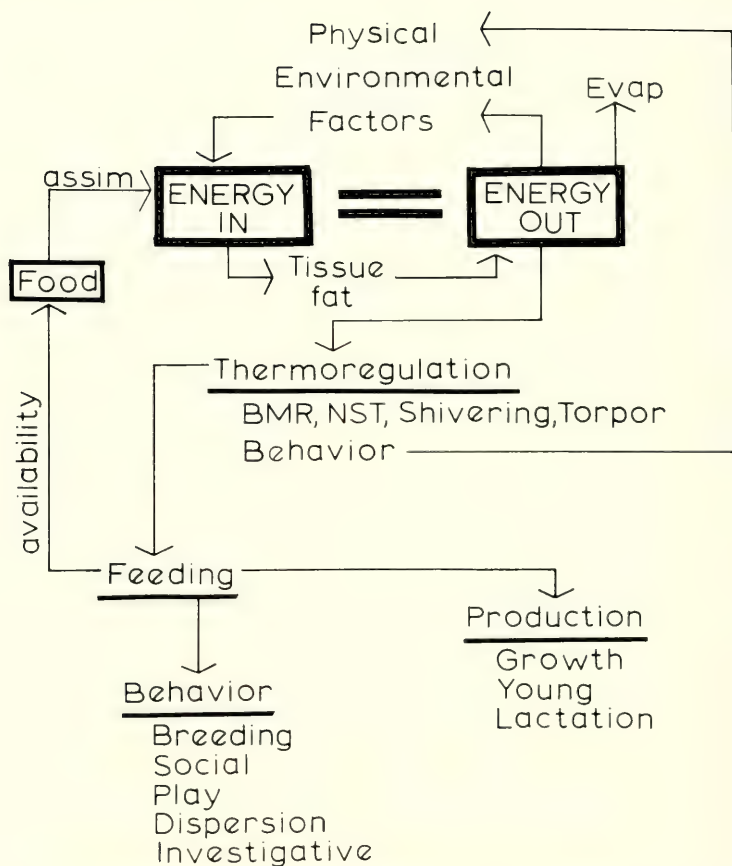 Physical
Environmental
Factors
Evap
assim
ENERGY
IN
ENERGY
OUT
Food
Tissue
fat
Thermoregulation
BMR, NST, Shivering,Torpor
Behavior
availability
Feeding
Production
Growth
Young
Lactation
Behavior
Breeding
Social
Play
Dispersion
Investigative